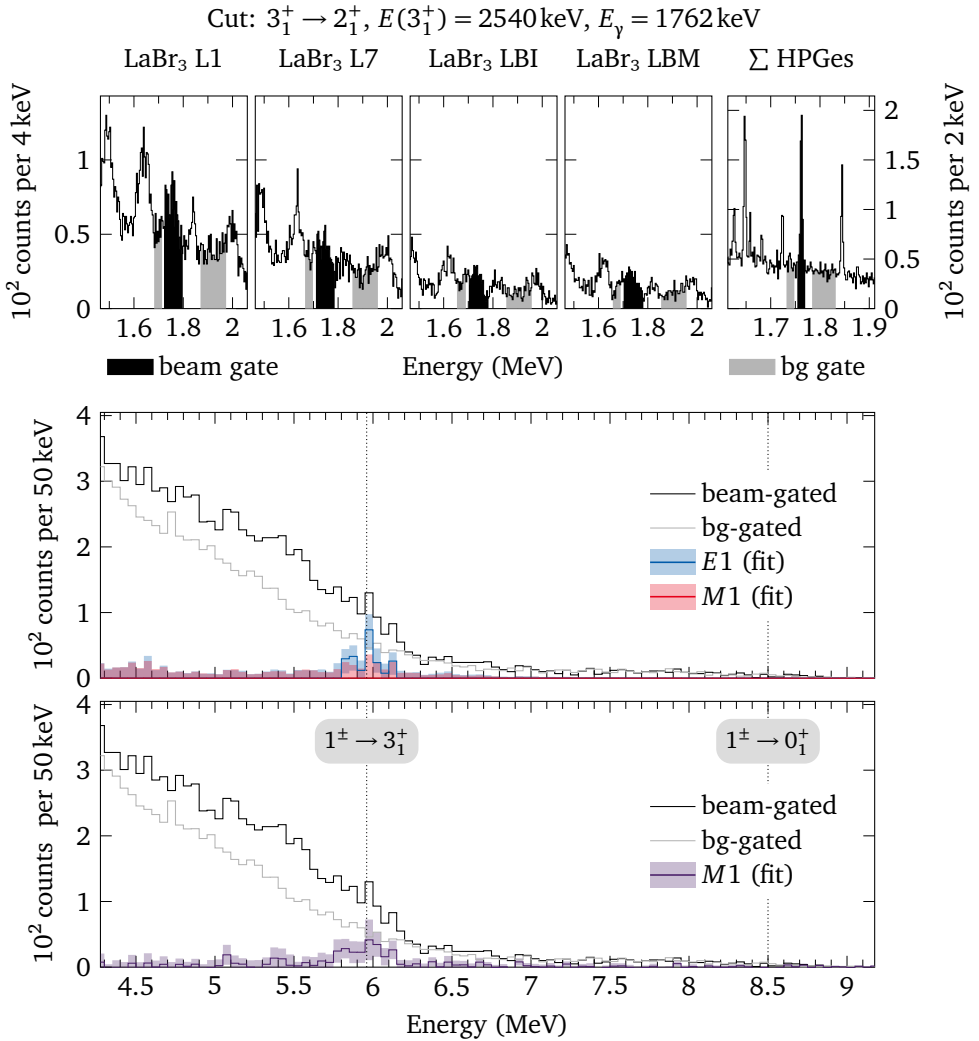 Cut: 3₁⁺ → 2₁⁺, E(3₁⁺) = 2540 keV, Eγ = 1762 keV
LaBr₃ L1 LaBr₃ L7 LaBr₃ LBI LaBr₃ LBM ∑ HPGes
10² counts per 4 keV
0 0.5 1
1.6 1.8 2 1.6 1.8 2 1.6 1.8 2 1.6 1.8 2 1.7 1.8 1.9
0 0.5 1 1.5 2
10² counts per 2 keV
beam gate Energy (MeV) bg gate
10² counts per 50 keV
0 1 2 3 4
beam-gated
bg-gated
E1 (fit)
M1 (fit)
10² counts per 50 keV
0 1 2 3 4
1± → 3₁⁺ 1± → 0₁⁺
beam-gated
bg-gated
M1 (fit)
4.5 5 5.5 6 6.5 7 7.5 8 8.5 9
Energy (MeV)